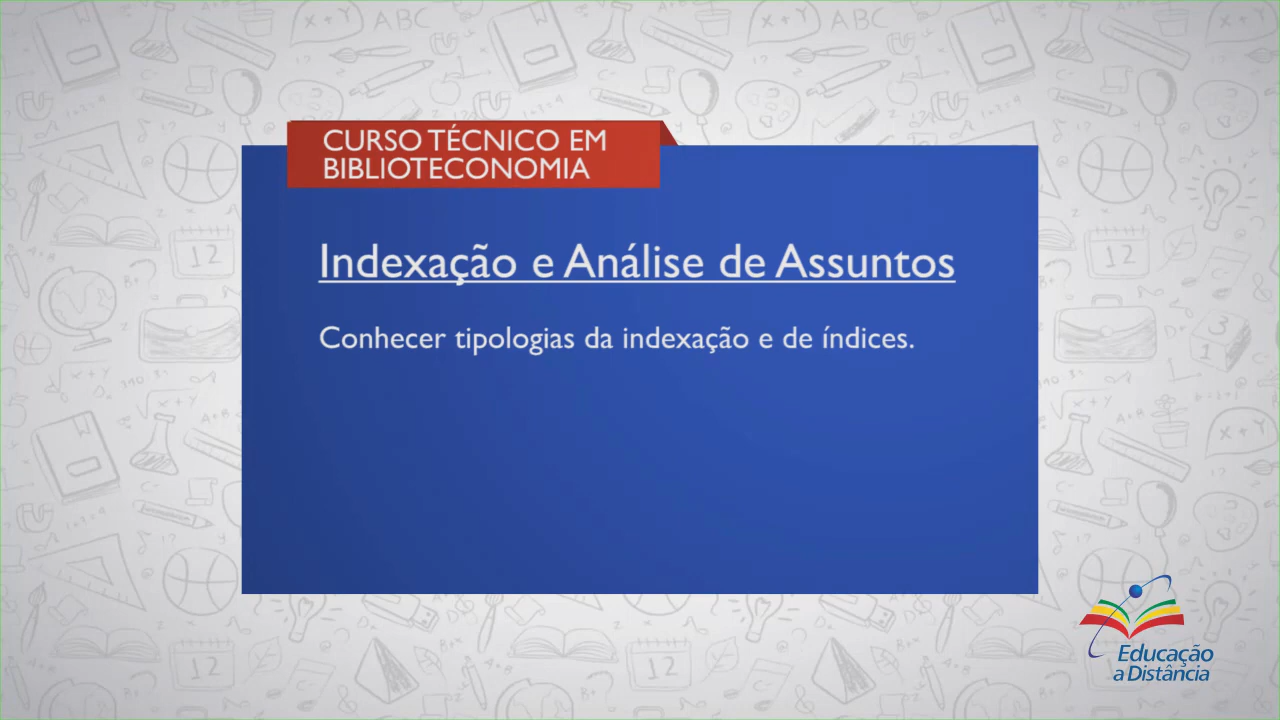 CURSO TÉCNICO EM
BIBLIOTECONOMIA
Indexação e Análise de Assuntos
Conhecer tipologias da indexação e de índices.
Educação
a Distância